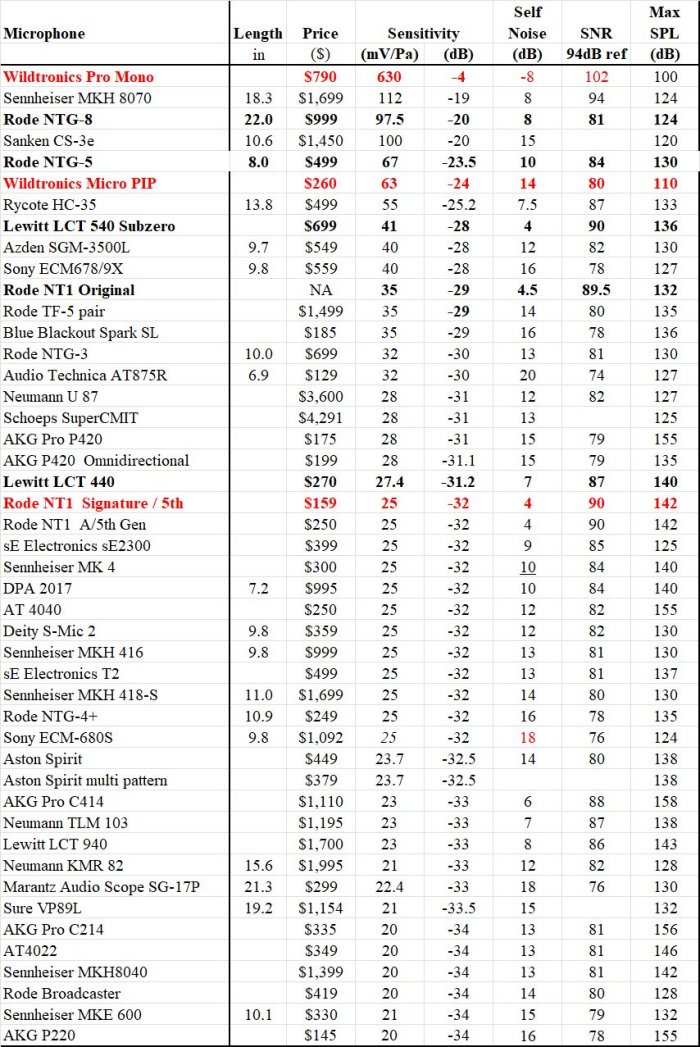 Self Max
Microphone Length Price Sensitivity Noise SNR SPL
in ($) (mV/Pa) (dB) (dB) 94dB ref (dB)
Wildtronics Pro Mono $790 630 -4 -8 102 100
Sennheiser MKH 8070 18.3 $1,699 112 -19 8 94 124
Rode NTG-8 22.0 $999 97.5 -20 8 81 124
Sanken CS-3e 10.6 $1,450 100 -20 15 120
Rode NTG-5 8.0 $499 67 -23.5 10 84 130
Wildtronics Micro PIP $260 63 -24 14 80 110
Rycote HC-35 13.8 $499 55 -25.2 7.5 87 133
Lewitt LCT 540 Subzero $699 41 -28 4 90 136
Azden SGM-3500L 9.7 $549 40 -28 12 82 130
Sony ECM678/9X 9.8 $559 40 -28 16 78 127
Rode NT1 Original NA 35 -29 4.5 89.5 132
Rode TF-5 pair $1,499 35 -29 14 80 135
Blue Blackout Spark SL $185 35 -29 16 78 136
Rode NTG-3 10.0 $699 32 -30 13 81 130
Audio Technica AT875R 6.9 $129 32 -30 20 74 127
Neumann U 87 $3,600 28 -31 12 82 127
Schoeps SuperCMIT $4,291 28 -31 13 125
AKG Pro P420 $175 28 -31 15 79 155
AKG P420 Omnidirectional $199 28 -31.1 15 79 135
Lewitt LCT 440 $270 27.4 -31.2 7 87 140
Rode NT1 Signature / 5th $159 25 -32 4 90 142
Rode NT1 A/5th Gen $250 25 -32 4 90 142
sE Electronics sE2300 $399 25 -32 9 85 125
Sennheiser MK 4 $300 25 -32 10 84 140
DPA 2017 7.2 $995 25 -32 10 84 140
AT 4040 $250 25 -32 12 82 155
Deity S-Mic 2 9.8 $359 25 -32 12 82 130
Sennheiser MKH 416 9.8 $999 25 -32 13 81 130
sE Electronics T2 $499 25 -32 13 81 137
Sennheiser MKH 418-S 11.0 $1,699 25 -32 14 80 130
Rode NTG-4+ 10.9 $249 25 -32 16 78 135
Sony ECM-680S 9.8 $1,092 25 -32 18 76 124
Aston Spirit $449 23.7 -32.5 14 80 138
Aston Spirit multi pattern $379 23.7 -32.5 138
AKG Pro C414 $1,110 23 -33 6 88 158
Neumann TLM 103 $1,195 23 -33 7 87 138
Lewitt LCT 940 $1,700 23 -33 8 86 143
Neumann KMR 82 15.6 $1,995 21 -33 12 82 128
Marantz Audio Scope SG-17P 21.3 $299 22.4 -33 18 76 130
Sure VP89L 19.2 $1,154 21 -33.5 15 132
AKG Pro C214 $335 20 -34 13 81 156
AT4022 $349 20 -34 13 81 146
Sennheiser MKH8040 $1,399 20 -34 13 81 142
Rode Broadcaster $419 20 -34 14 80 128
Sennheiser MKE 600 10.1 $330 21 -34 15 79 132
AKG P220 $145 20 -34 16 78 155